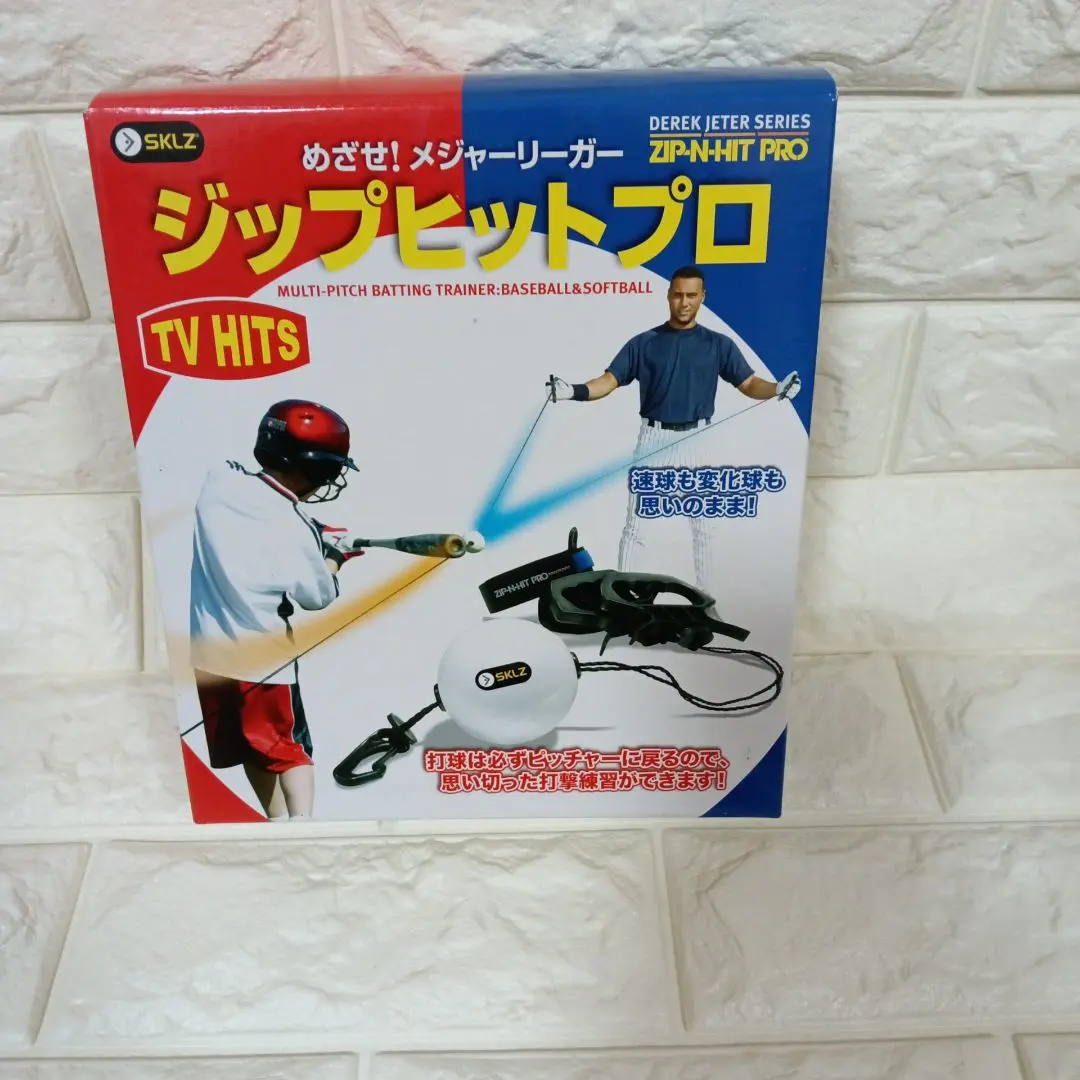 SKLZ
DEREK JETER SERIES
ZIP-N-HIT PRO
めざせ! メジャーリーガー
ジップヒットプロ
MULTI-PITCH BATTING TRAINER:BASEBALL&SOFTBALL
TV HITS
速球も変化球も
思いのまま!
ZIP-N-HIT PRO
SKLZ
打球は必ずピッチャーに戻るので、
思い切った打撃練習ができます!